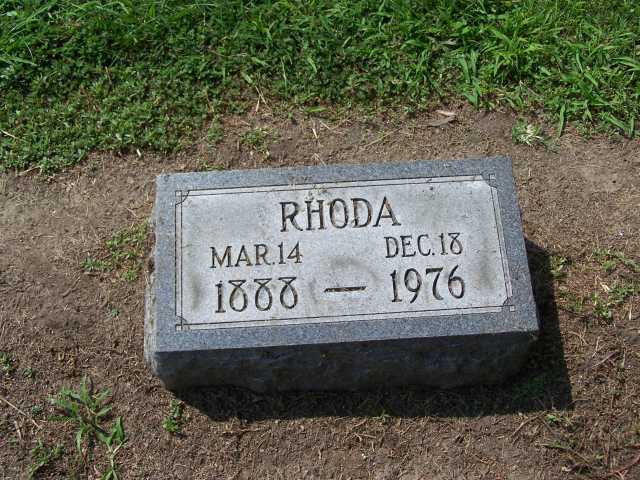 RHODA
MAR. 14 DEC. 18
1888 — 1976